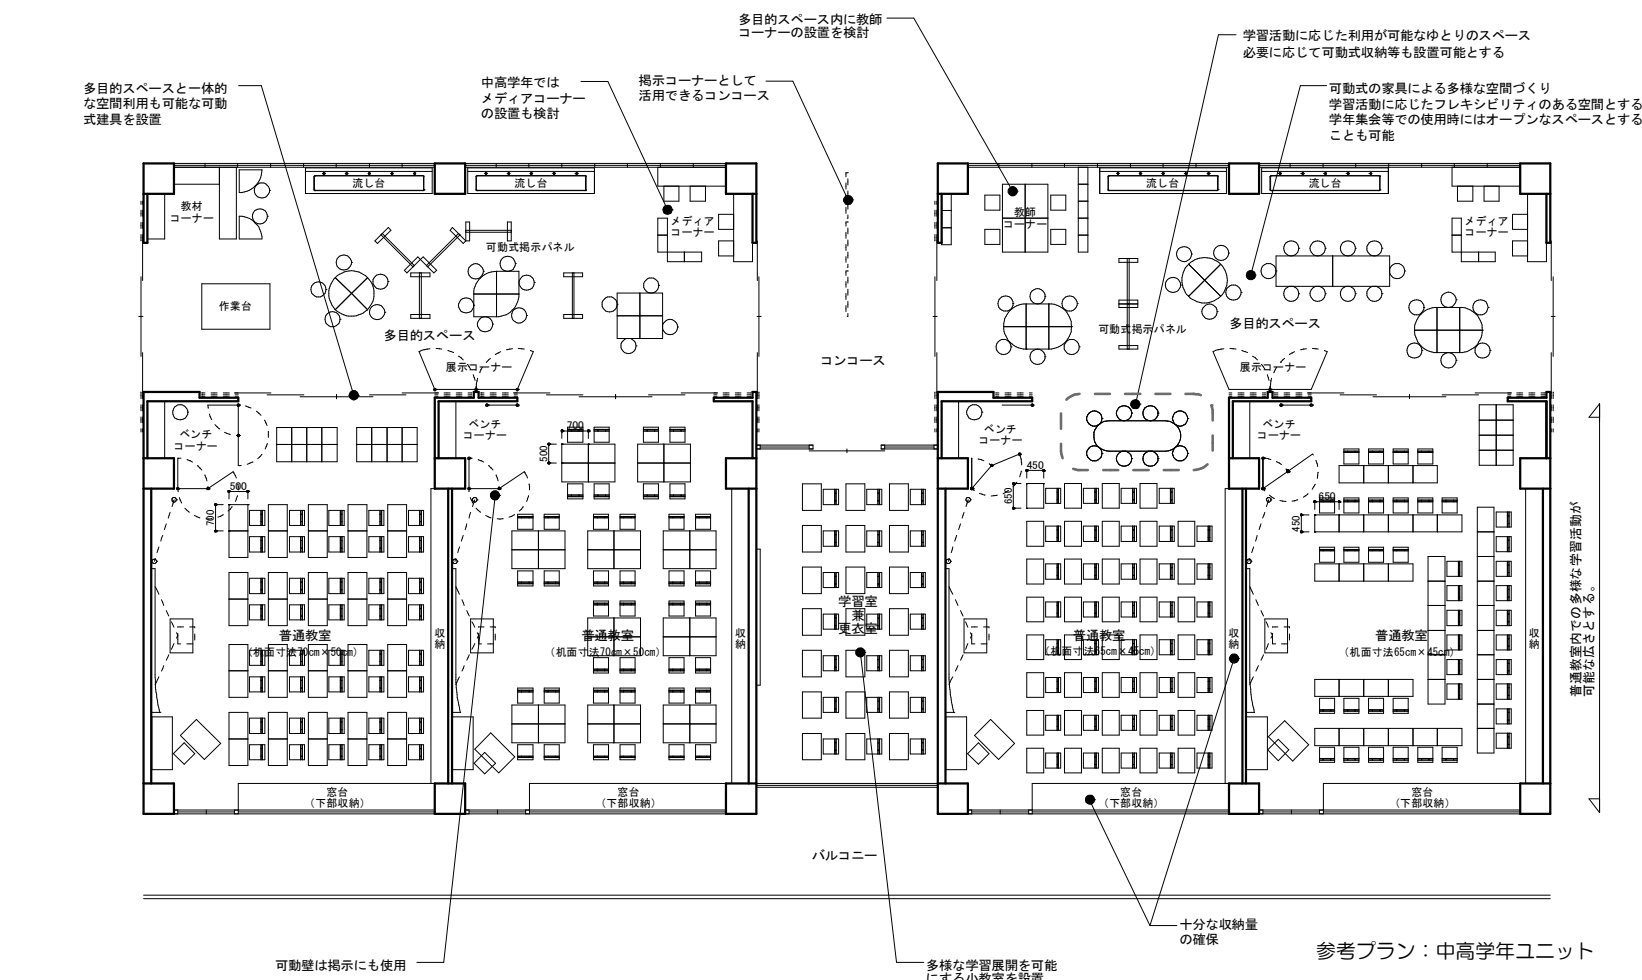 多目的スペース内に教師
コーナーの設置を検討
学習活動に応じた利用が可能なゆとりのスペース
必要に応じて可動式収納等も設置可能とする
多目的スペースと一体的
な空間利用も可能な可動
式建具を設置
中高学年では
メディアコーナー
の設置も検討
掲示コーナーとして
活用できるコンコース
可動式の家具による多様な空間づくり
学習活動に応じたフレキシビリティのある空間とする
学年集会等での使用時にはオープンなスペースとする
ことも可能
流し台
流し台
流し台
流し台
教材
コーナー
メディア
コーナー
教師
コーナー
メディア
コーナー
可動式掲示パネル
作業台
多目的スペース
可動式掲示パネル
多目的スペース
展示コーナー
コンコース
展示コーナー
ベンチ
コーナー
ベンチ
コーナー
ベンチ
コーナー
ベンチ
コーナー
700
500
500
700
450
650
650
450
普通教室
(机面寸法70cm×50cm)
収納
普通教室
(机面寸法70cm×50cm)
収納
学習室
兼
更衣室
普通教室
(机面寸法65cm×45cm)
収納
普通教室
(机面寸法65cm×45cm)
収納
普通教室内での多様な学習活動が
可能な広さとする。
窓台
(下部収納)
窓台
(下部収納)
窓台
(下部収納)
窓台
(下部収納)
バルコニー
十分な収納量
の確保
可動壁は掲示にも使用
多様な学習展開を可能
にする小教室を設置
参考プラン：中高学年ユニット